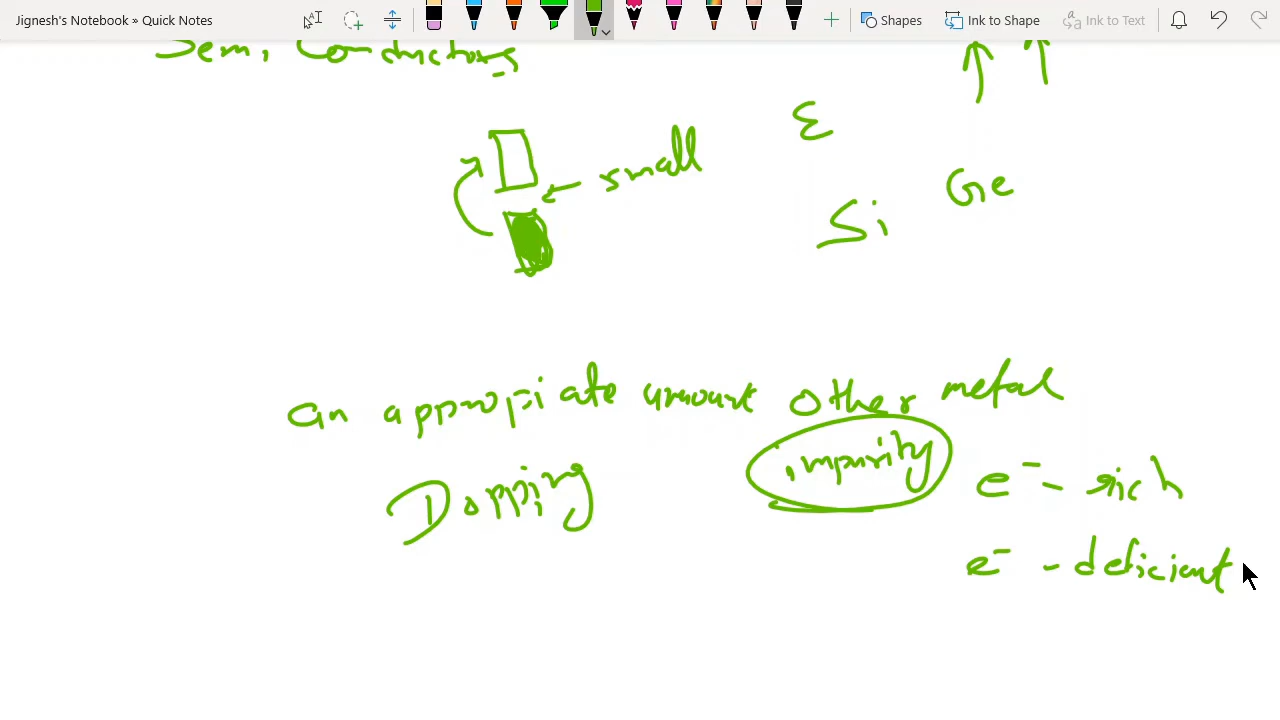 Jignesh's Notebook » Quick Notes
Shapes
Ink to Shape
Ink to Text
Semi Conductors
small
Σ
Si
Ge
an appropiate amount other metal
impurity
Dopping
e⁻ - rich
e⁻ - deficient